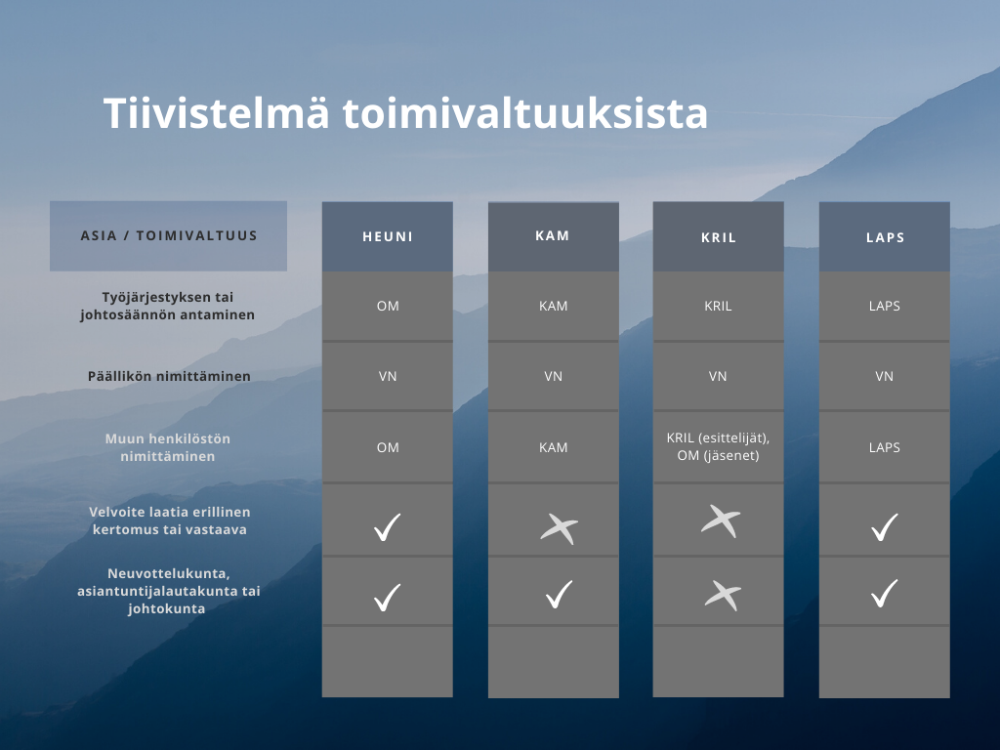 Tiivistelmä toimivaltuuksista
ASIA / TOIMIVALTUUS
HEUNI
KAM
KRIL
LAPS
Työjärjestyksen tai
johtosäännön antaminen
OM
KAM
KRIL
LAPS
Päällikön nimittäminen
VN
VN
VN
VN
Muun henkilöstön
nimittäminen
OM
KAM
KRIL (esittelijät),
OM (jäsenet)
LAPS
Velvoite laatia erillinen
kertomus tai vastaava
Neuvottelukunta,
asiantuntijalautakunta tai
johtokunta